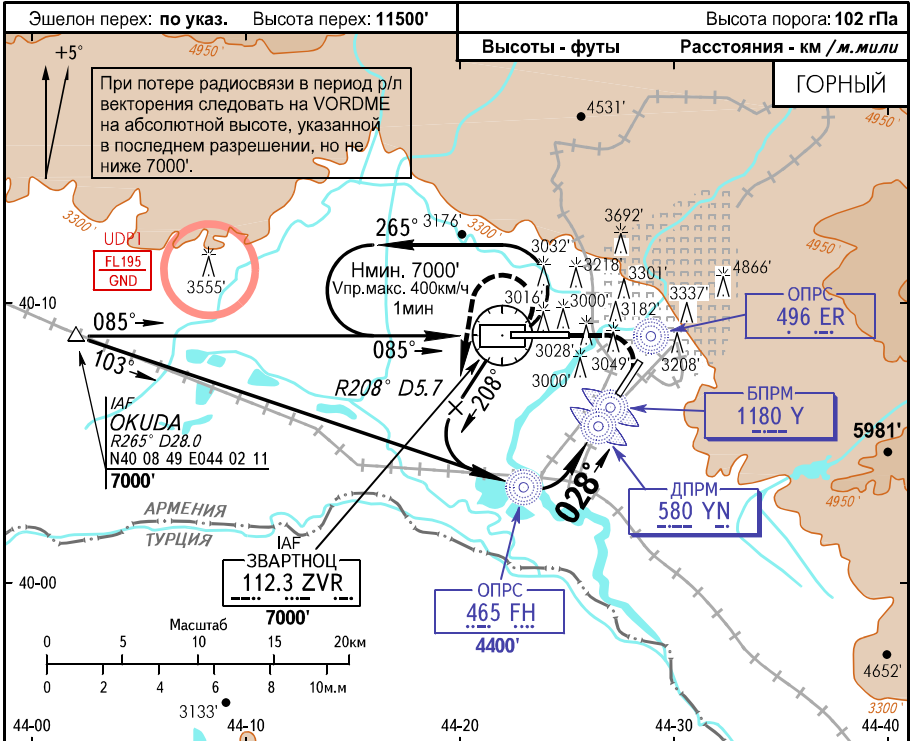 Эшелон перех: по указ. Высота перех: 11500'
Высота порога: 102 гПа
Высоты - футы Расстояния - км /м.мили
ГОРНЫЙ
+5°
При потере радиосвязи в период р/л
векторения следовать на VORDME
на абсолютной высоте, указанной
в последнем разрешении, но не
ниже 7000'.
4950'
4531'
4950'
3300'
UDP1
FL195
GND
3555'
265°
3176'
3300'
3692'
4950'
Hмин. 7000'
Vпр.макс. 400км/ч
1мин
3032'
3218'
3301'
4866'
3016'
3000'
3182'
3337'
40-10
085°
085°
3028'
3049'
3208'
3000'
ОПРС
496 ER
103°
R208° D5.7
208°
IAF
OKUDA
R265° D28.0
N40 08 49 E044 02 11
7000'
БПРМ
1180 Y
5981'
028°
ДПРМ
580 YN
4950'
АРМЕНИЯ
ТУРЦИЯ
IAF
ЗВАРТНОЦ
112.3 ZVR
7000'
40-00
ОПРС
465 FH
4400'
Масштаб
0 5 10 15 20км
0 2 4 6 8 10м.м
3133'
4652'
3300'
44-00 44-10 44-20 44-30 44-40